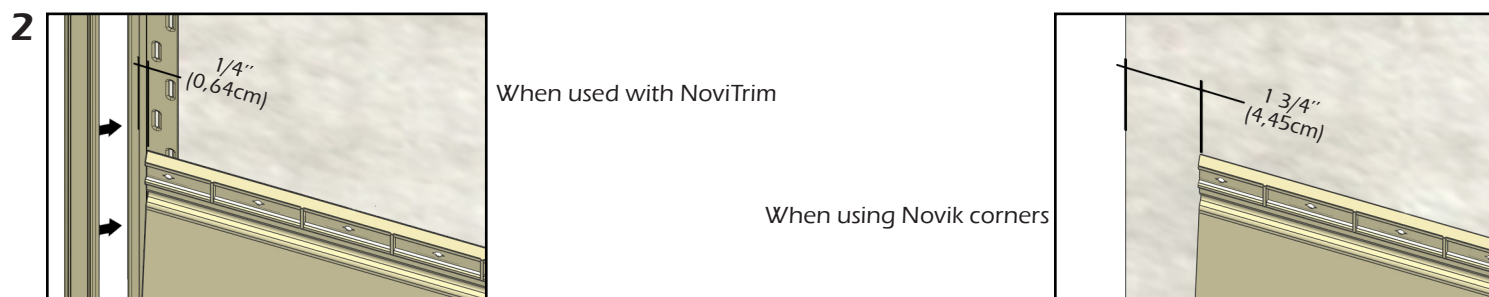 2
1/4’’
(0,64cm)
When used with NoviTrim
When using Novik corners
1 3/4’’
(4,45cm)